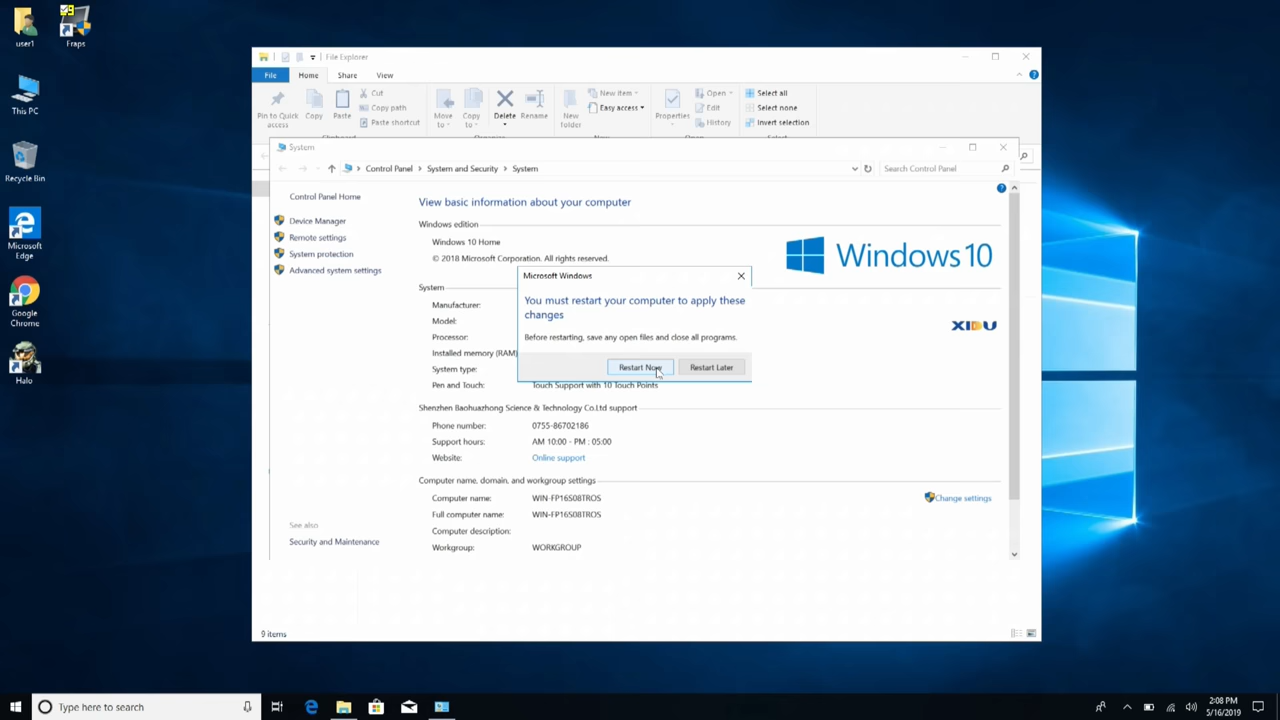 49
user1
Fraps
This PC
Recycle Bin
Microsoft
Edge
Google
Chrome
Halo
File Explorer
File
Home
Share
View
Pin to Quick
access
Copy
Paste
Cut
Copy path
Paste shortcut
Move
to
Copy
to
Delete
Rename
New
folder
New item
Easy access
Properties
Open
Edit
History
Select all
Select none
Invert selection
System
Control Panel
System and Security
System
Search Control Panel
Control Panel Home
Device Manager
Remote settings
System protection
Advanced system settings
See also
Security and Maintenance
View basic information about your computer
Windows edition
Windows 10 Home
© 2018 Microsoft Corporation. All rights reserved.
Windows 10
System
Manufacturer:
Model:
Processor:
Installed memory (RAM)
System type:
Pen and Touch: Touch Support with 10 Touch Points
XIDU
Microsoft Windows
You must restart your computer to apply these
changes
Before restarting, save any open files and close all programs.
Restart Now
Restart Later
Shenzhen Baohuazhong Science & Technology Co.Ltd support
Phone number: 0755-86702186
Support hours: AM 10:00 - PM : 05:00
Website: Online support
Computer name, domain, and workgroup settings
Computer name: WIN-FP16S08TROS
Change settings
Full computer name: WIN-FP16S08TROS
Computer description:
Workgroup: WORKGROUP
9 items
Type here to search
2:08 PM
5/16/2019